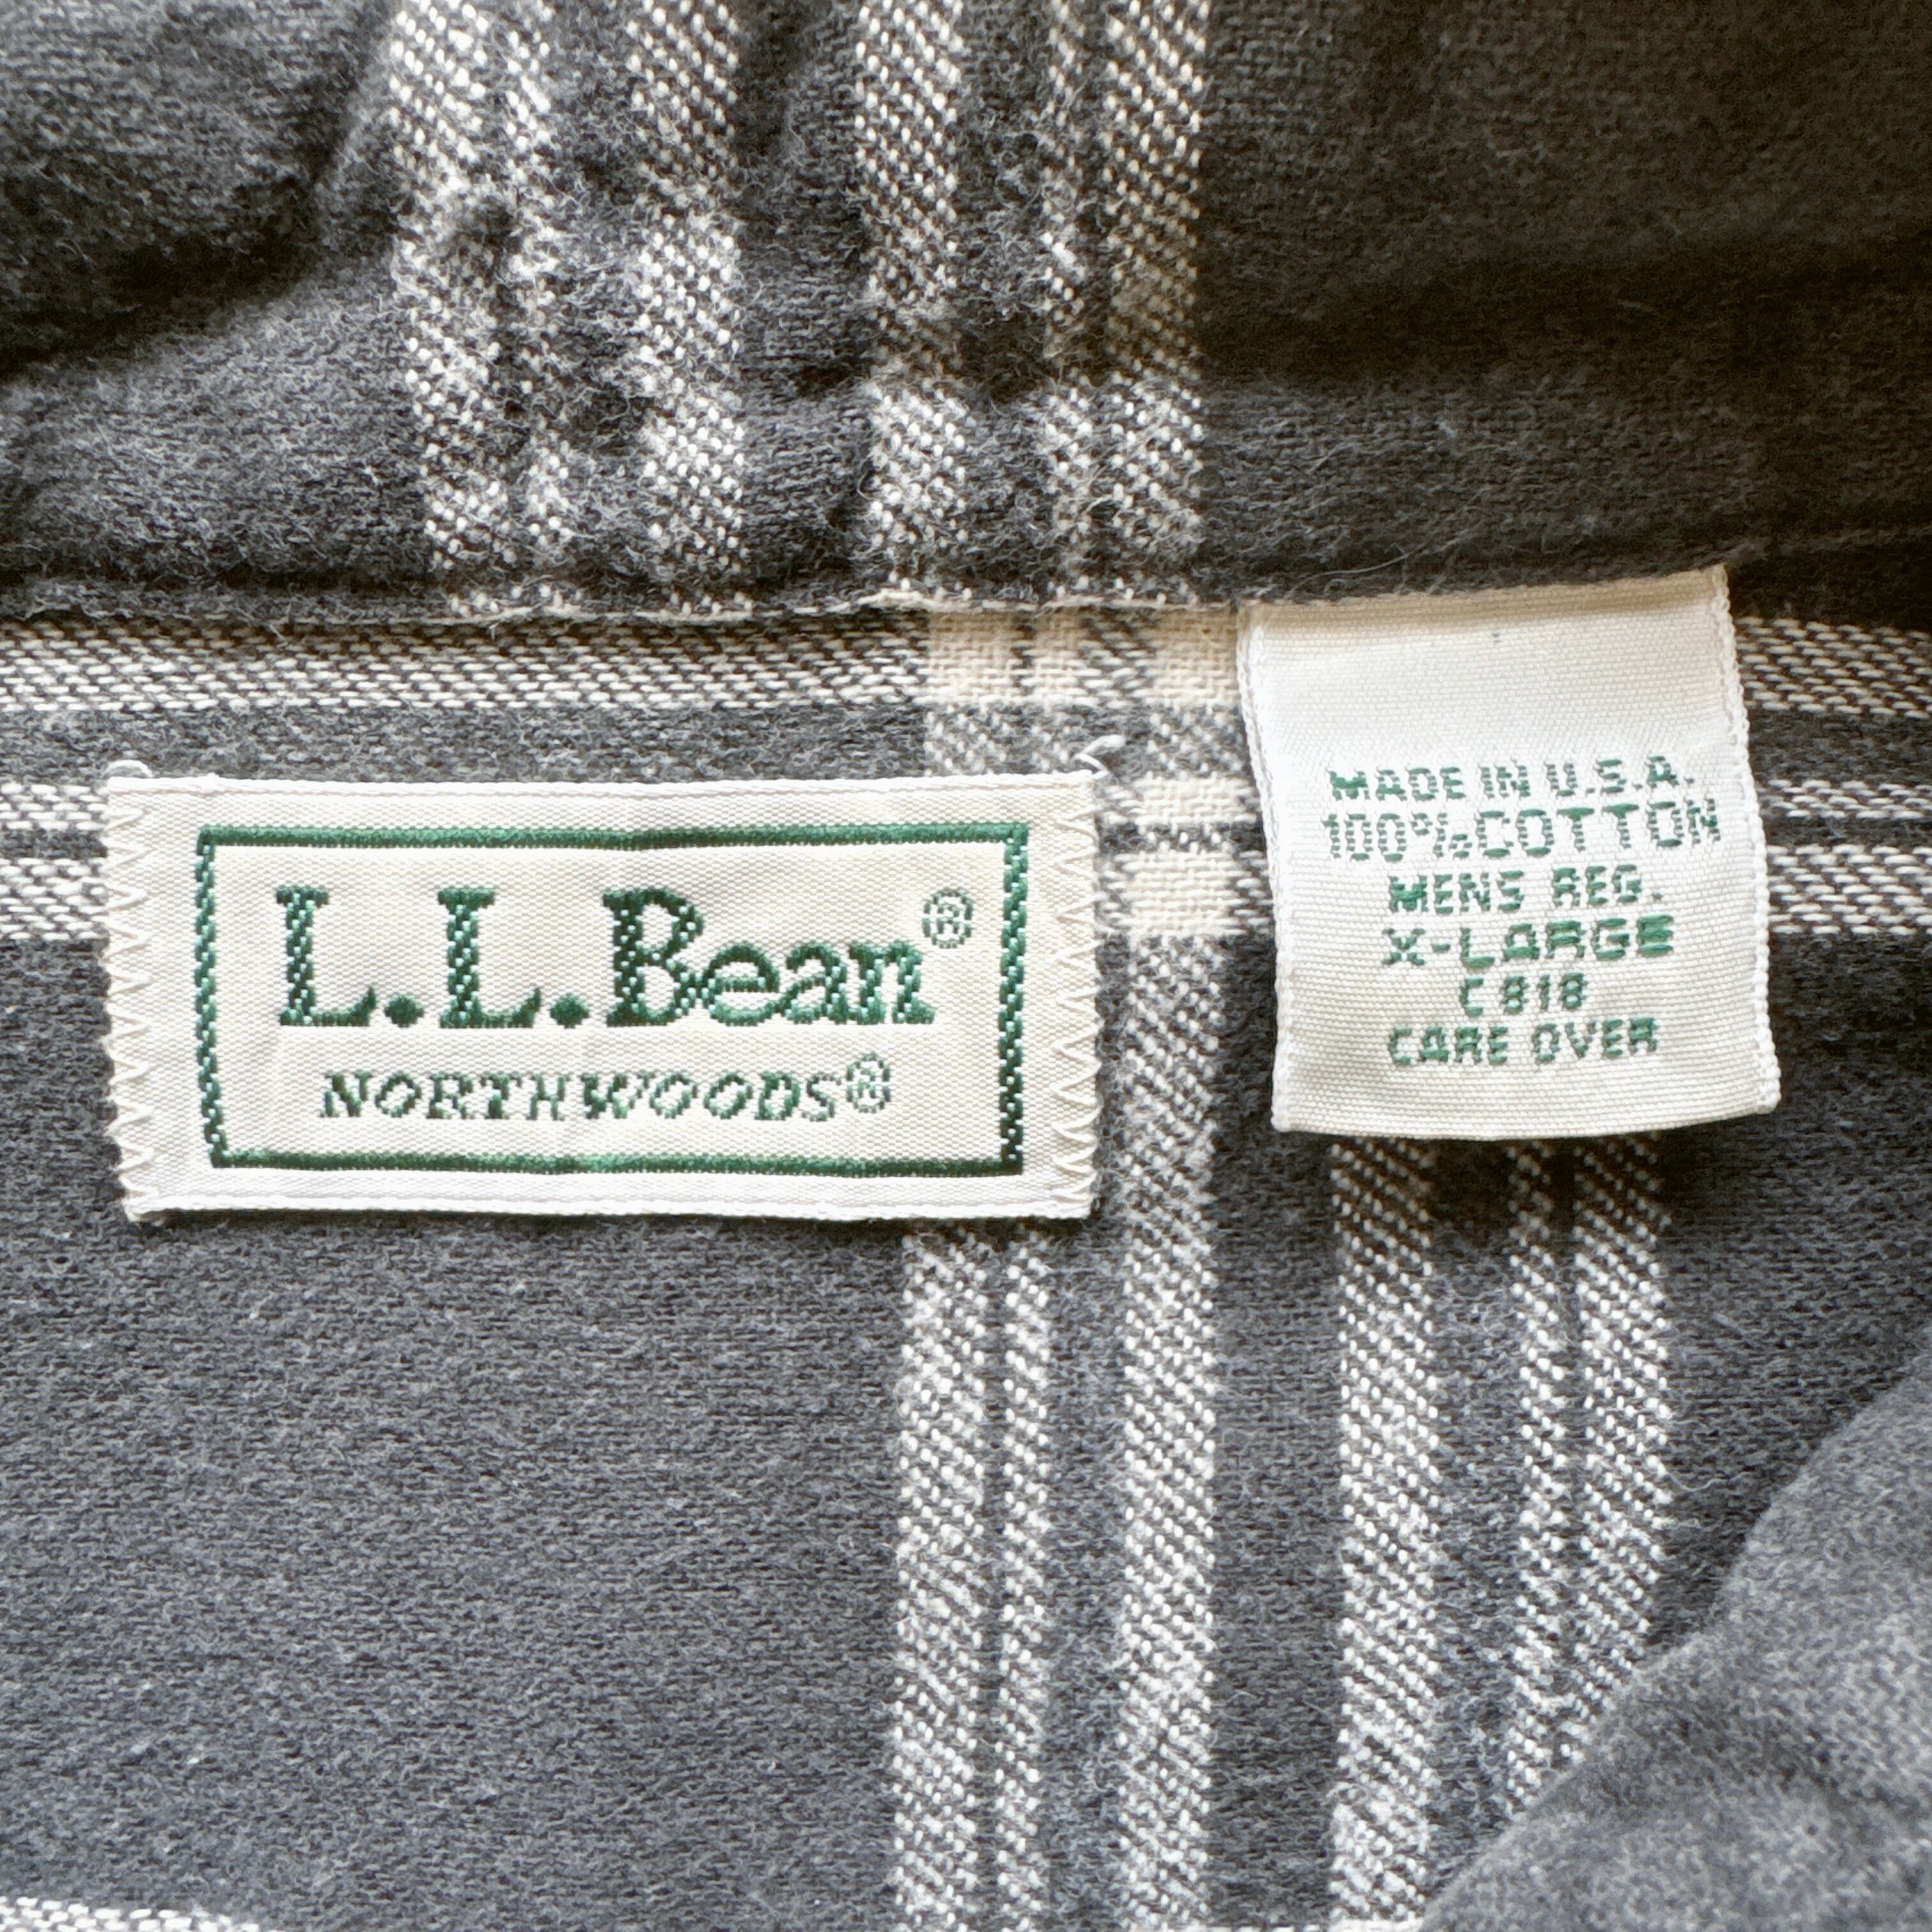 L.L.Bean®
NORTHWOODS®
MADE IN U.S.A.
100% COTTON
MENS REG.
X-LARGE
C818
CARE OVER